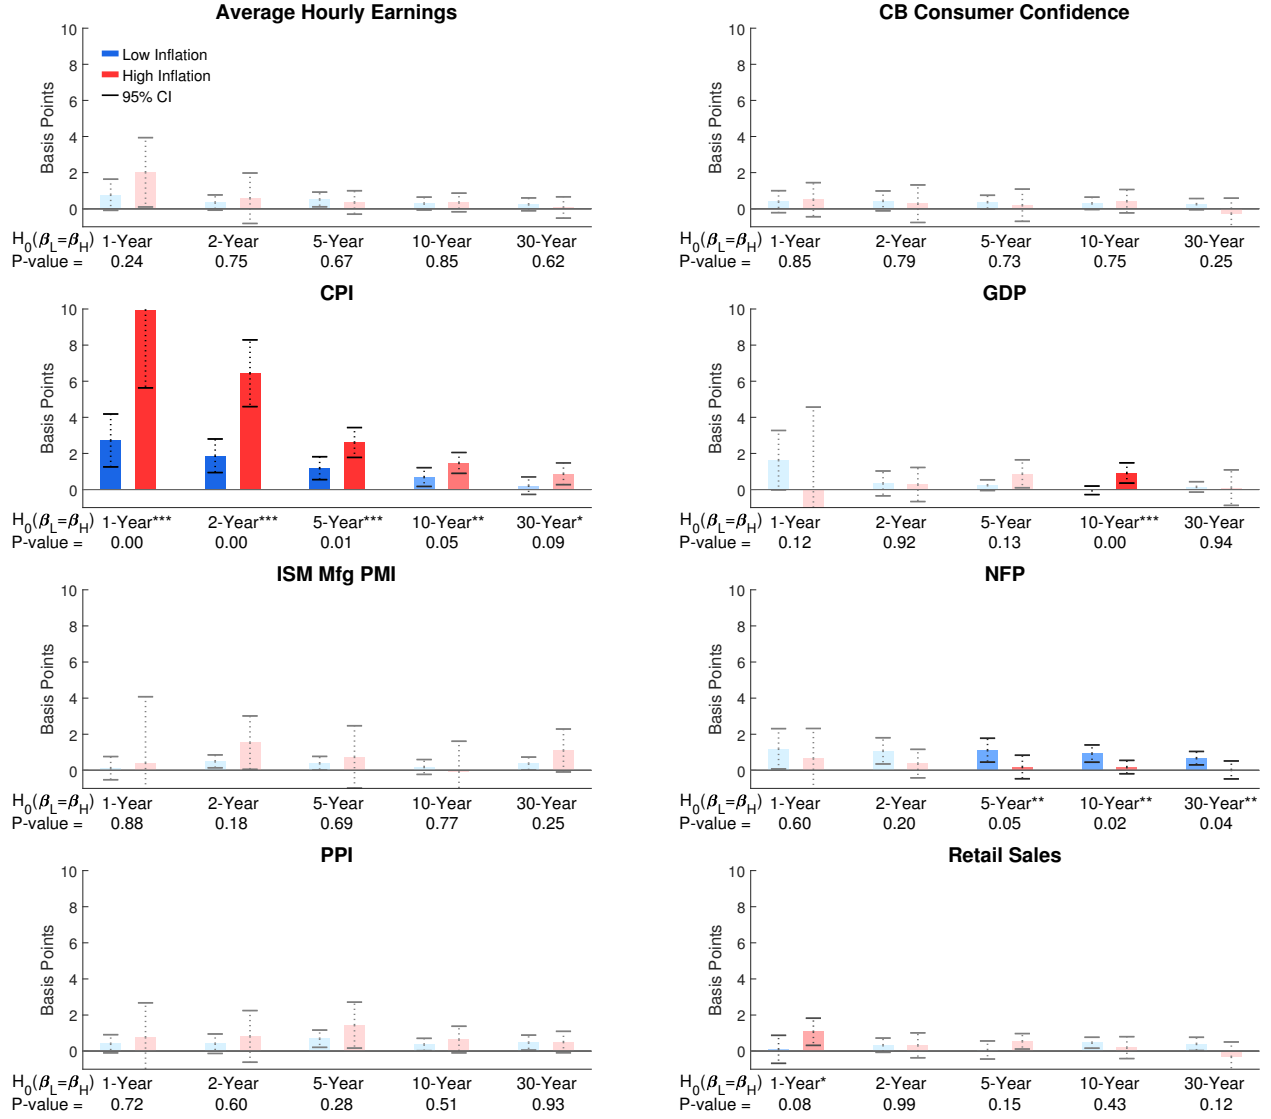 Average Hourly Earnings
10
8
6
4
2
0
Basis Points
Low Inflation
High Inflation
95% CI
H0(βL=βH) 1-Year 2-Year 5-Year 10-Year 30-Year
P-value = 0.24 0.75 0.67 0.85 0.62
CB Consumer Confidence
10
8
6
4
2
0
Basis Points
H0(βL=βH) 1-Year 2-Year 5-Year 10-Year 30-Year
P-value = 0.85 0.79 0.73 0.75 0.25
CPI
10
8
6
4
2
0
Basis Points
H0(βL=βH) 1-Year*** 2-Year*** 5-Year*** 10-Year** 30-Year*
P-value = 0.00 0.00 0.01 0.05 0.09
GDP
10
8
6
4
2
0
Basis Points
H0(βL=βH) 1-Year 2-Year 5-Year 10-Year*** 30-Year
P-value = 0.12 0.92 0.13 0.00 0.94
ISM Mfg PMI
10
8
6
4
2
0
Basis Points
H0(βL=βH) 1-Year 2-Year 5-Year 10-Year 30-Year
P-value = 0.88 0.18 0.69 0.77 0.25
NFP
10
8
6
4
2
0
Basis Points
H0(βL=βH) 1-Year 2-Year 5-Year** 10-Year** 30-Year**
P-value = 0.60 0.20 0.05 0.02 0.04
PPI
10
8
6
4
2
0
Basis Points
H0(βL=βH) 1-Year 2-Year 5-Year 10-Year 30-Year
P-value = 0.72 0.60 0.28 0.51 0.93
Retail Sales
10
8
6
4
2
0
Basis Points
H0(βL=βH) 1-Year* 2-Year 5-Year 10-Year 30-Year
P-value = 0.08 0.99 0.15 0.43 0.12